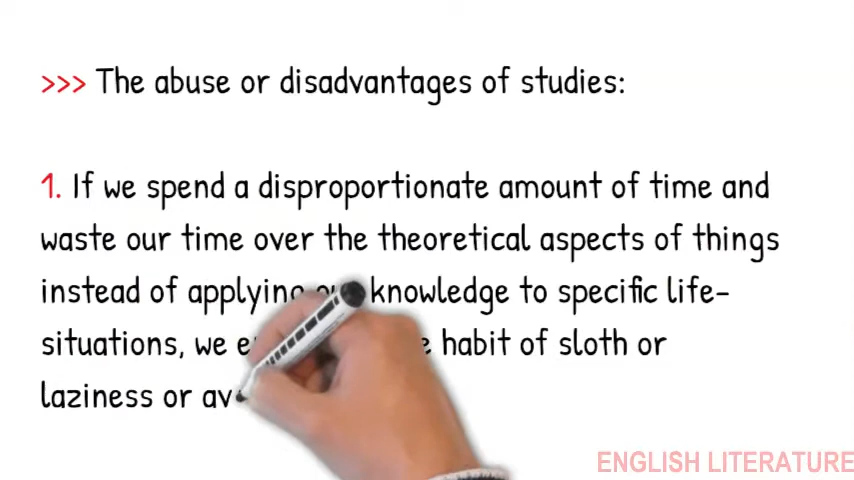 >>> The abuse or disadvantages of studies:
1. If we spend a disproportionate amount of time and
waste our time over the theoretical aspects of things
instead of applying knowledge to specific life-
situations, we habit of sloth or
laziness or
ENGLISH LITERATURE